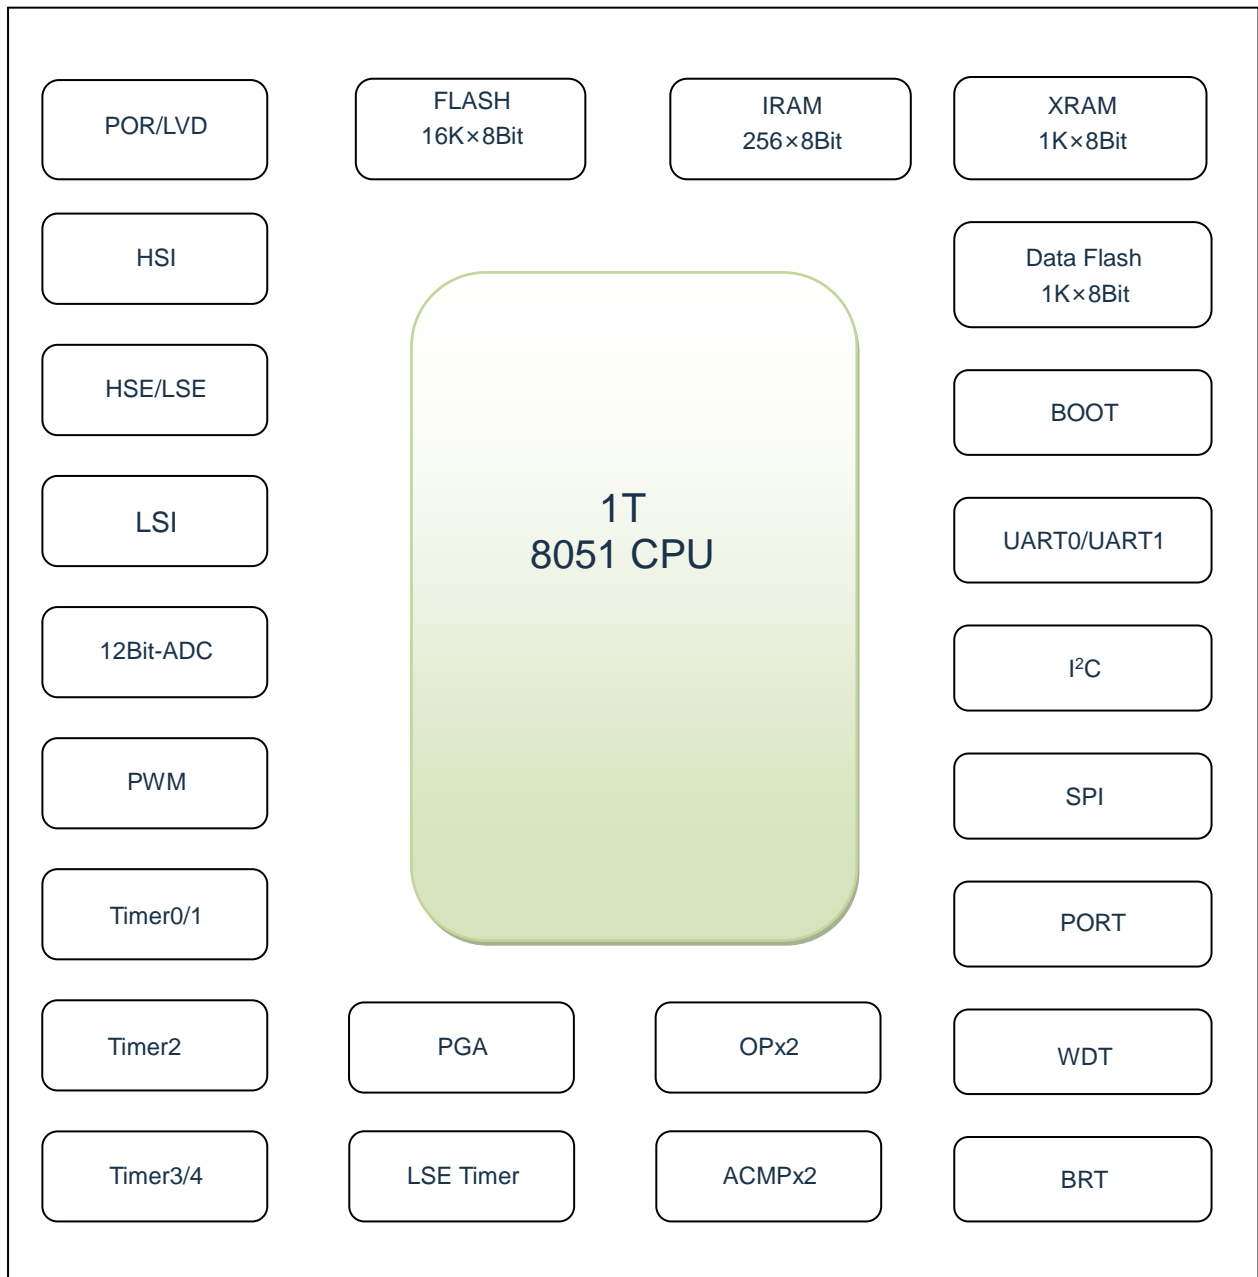 POR/LVD
FLASH
16K×8Bit
IRAM
256×8Bit
XRAM
1K×8Bit
HSI
Data Flash
1K×8Bit
HSE/LSE
BOOT
1T
8051 CPU
LSI
UART0/UART1
12Bit-ADC
I²C
PWM
SPI
Timer0/1
PORT
Timer2
PGA
OPx2
WDT
Timer3/4
LSE Timer
ACMPx2
BRT